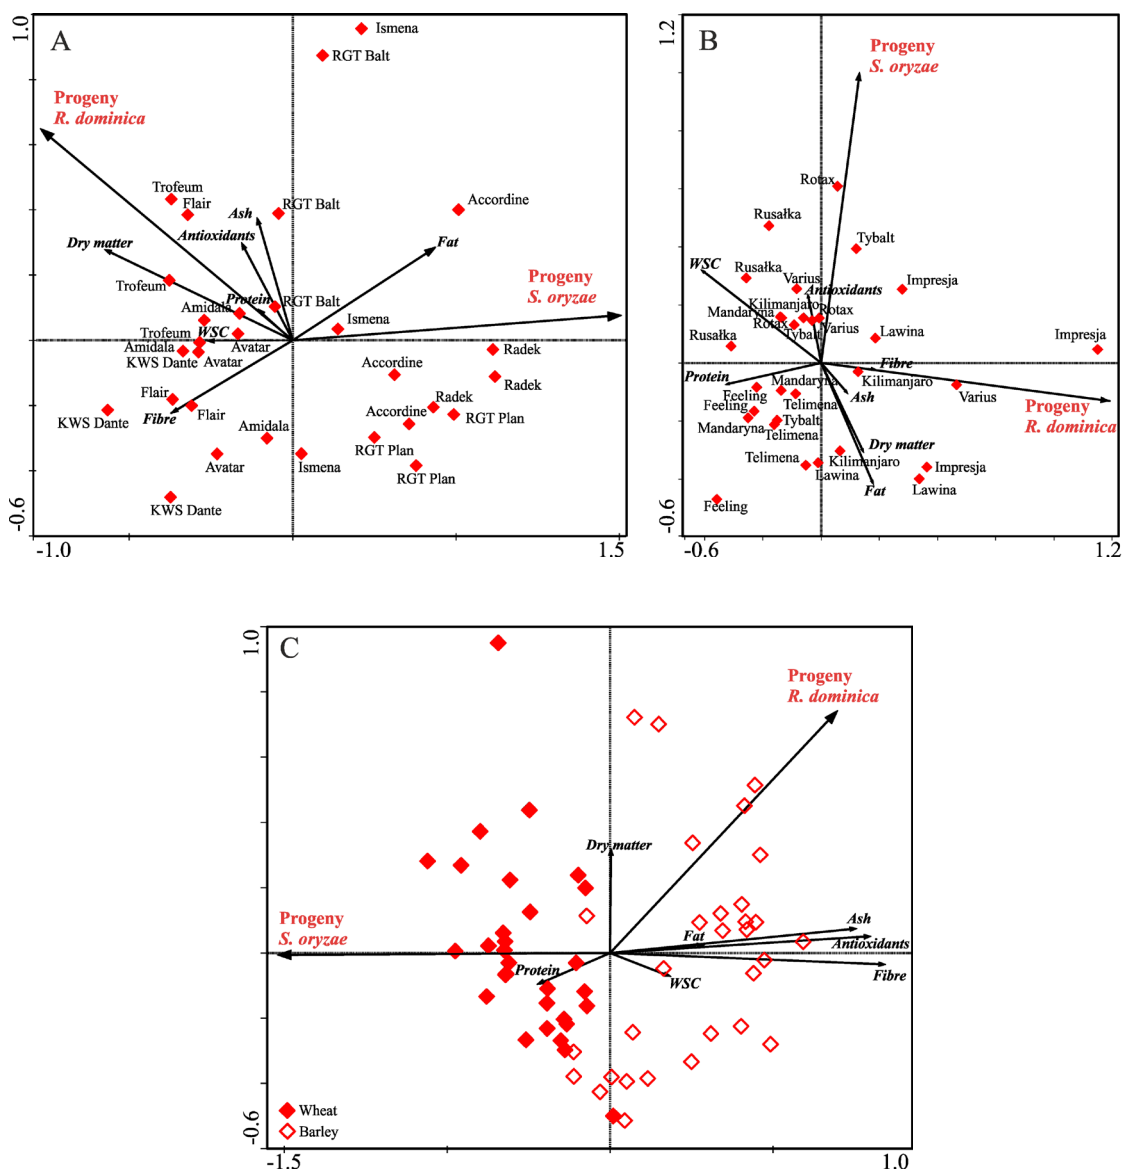 A
1.0
Ismena
RGT Balt
Progeny
R. dominica
Trofeum
Flair
RGT Balt
Accordine
Ash
Antioxidants
Dry matter
Fat
Progeny
S. oryzae
Trofeum
Protein
RGT Balt
Amidala
Ismena
Trofeum
WSC
Amidala
Avatar
KWS Dante
Avatar
Accordine
Radek
Radek
Flair
Fibre
Flair
KWS Dante
Amidala
Accordine
Radek
RGT Plan
RGT Plan
Avatar
Ismena
RGT Plan
KWS Dante
-0.6
-1.0
1.5
B
1.2
Progeny
S. oryzae
Rotax
Rusałka
Tybalt
WSC
Rusałka
Varius
Antioxidants
Impresja
Kilimanjaro
Mandaryna
Rotax
Rotax
Tybalt
Varius
Lawina
Rusałka
Impresja
Fibre
Protein
Mandaryna
Kilimanjaro
Feeling
Ash
Varius
Telimena
Progeny
R. dominica
Feeling
Mandaryna
Tybalt
Telimena
Dry matter
Telimena
Kilimanjaro
Lawina
Impresja
Fat
Lawina
Feeling
-0.6
-0.6
1.2
C
1.0
Progeny
R. dominica
Dry matter
Progeny
S. oryzae
Ash
Fat
Antioxidants
Protein
WSC
Fibre
Wheat
Barley
-0.6
-1.5
1.0